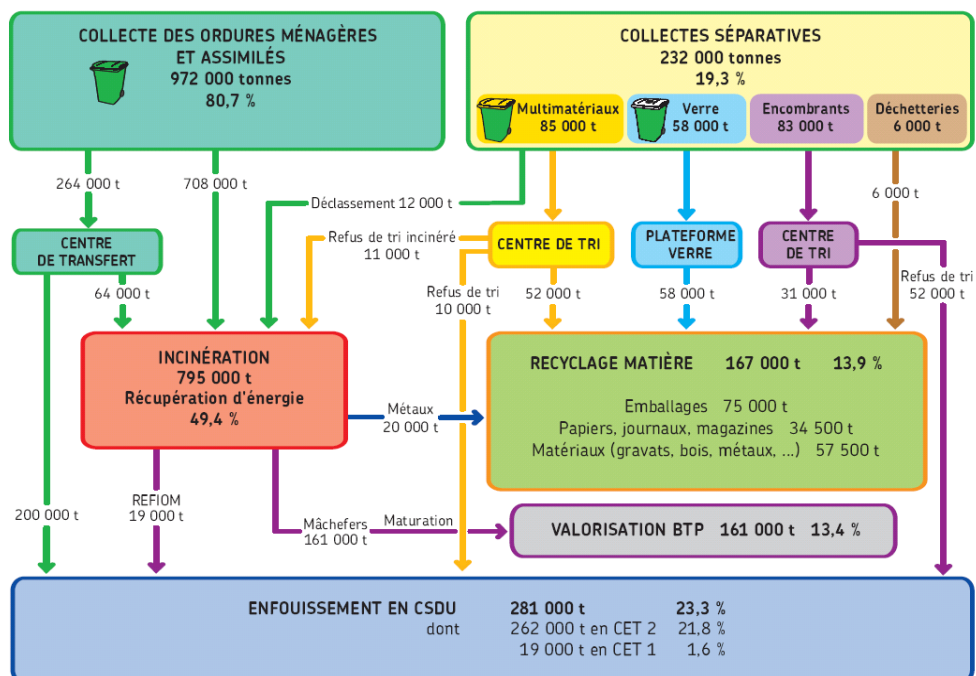 COLLECTE DES ORDURES MÉNAGÈRES
ET ASSIMILÉS
972 000 tonnes
80,7 %
COLLECTES SÉPARATIVES
232 000 tonnes
19,3 %
Multimatériaux
85 000 t
Verre
58 000 t
Encombrants
83 000 t
Déchetteries
6 000 t
264 000 t
708 000 t
Déclassement 12 000 t
6 000 t
CENTRE
DE TRANSFERT
Refus de tri incinéré
11 000 t
CENTRE DE TRI
PLATEFORME
VERRE
CENTRE
DE TRI
64 000 t
Refus de tri
10 000 t
52 000 t
58 000 t
31 000 t
Refus de tri
52 000 t
INCINÉRATION
795 000 t
Récupération d'énergie
49,4 %
Métaux
20 000 t
RECYCLAGE MATIÈRE 167 000 t 13,9 %
Emballages 75 000 t
Papiers, journaux, magazines 34 500 t
Matériaux (gravats, bois, métaux, ...) 57 500 t
200 000 t
REFIOM
19 000 t
Mâchefers
161 000 t
Maturation
VALORISATION BTP 161 000 t 13,4 %
ENFOUISSEMENT EN CSDU 281 000 t 23,3 %
dont 262 000 t en CET 2 21,8 %
19 000 t en CET 1 1,6 %